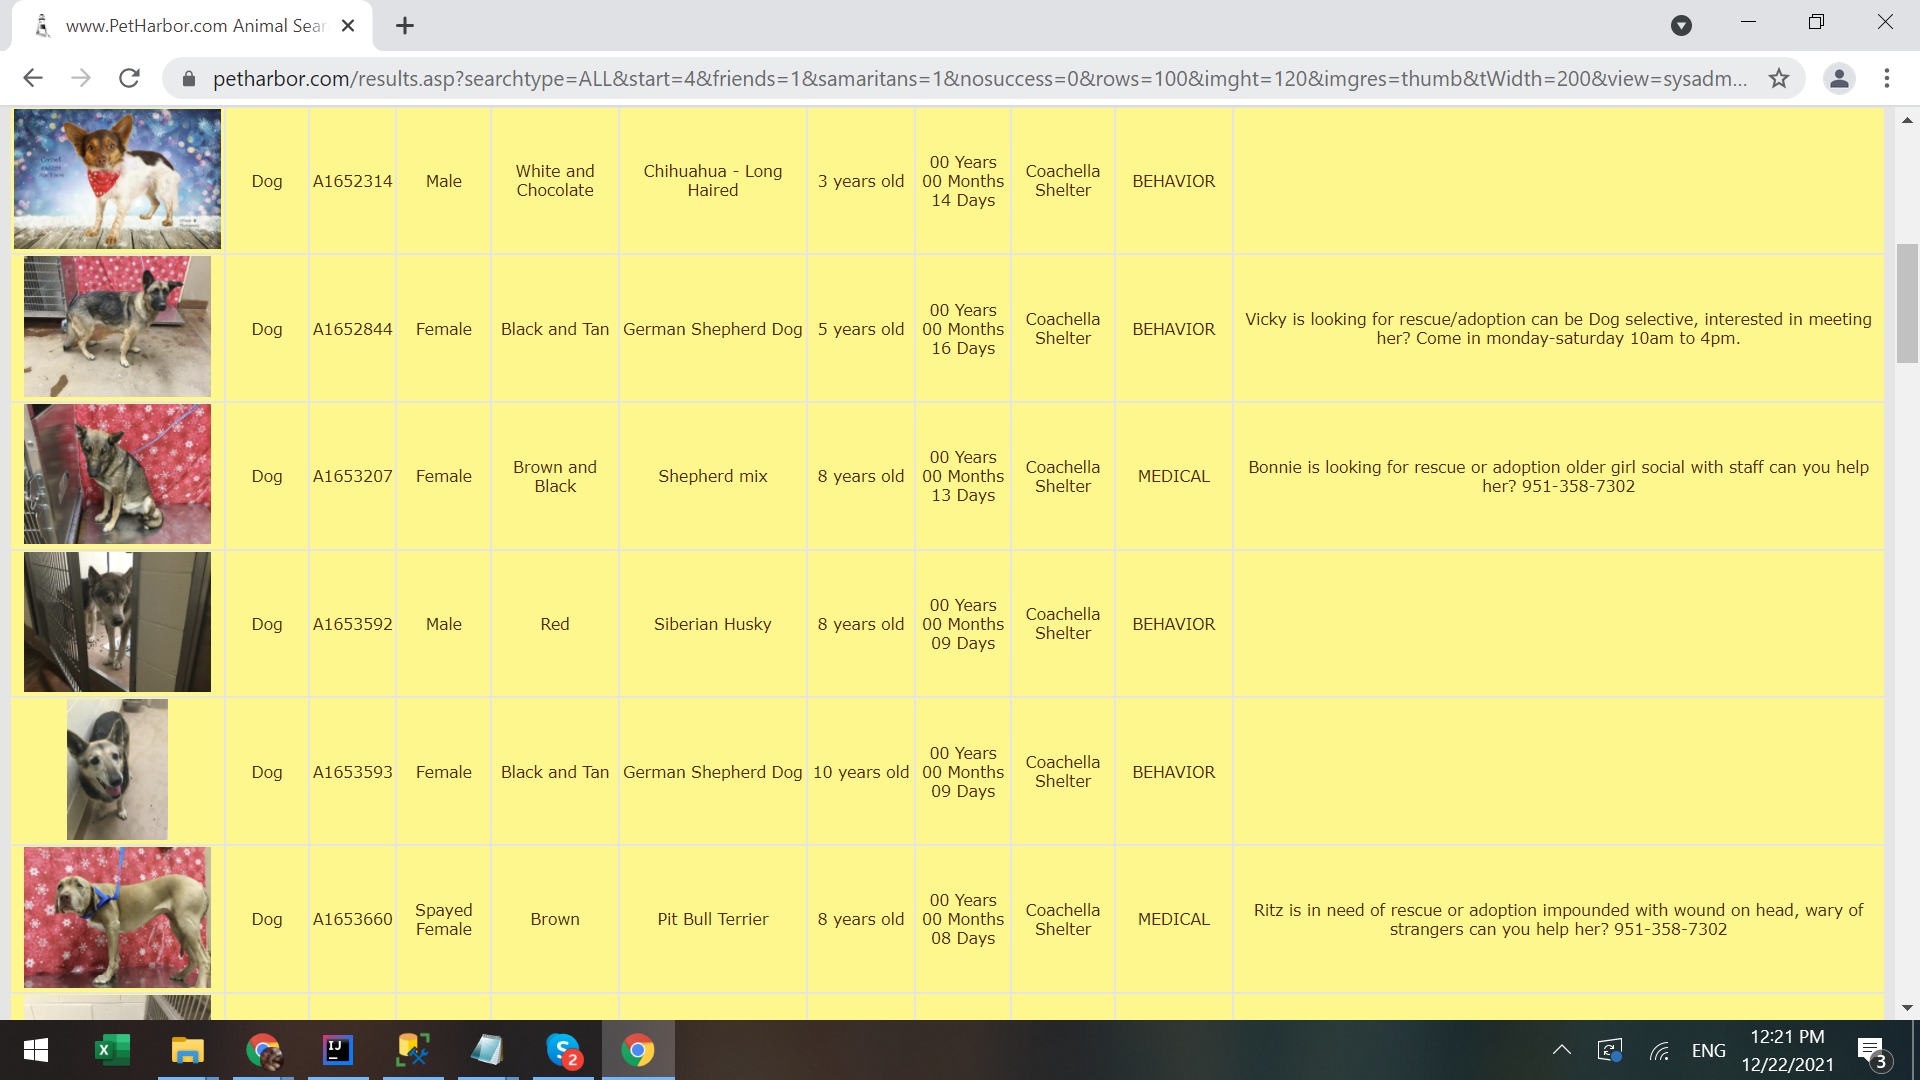 www.PetHarbor.com Animal Sear
petharbor.com/results.asp?searchtype=ALL&start=4&friends=1&samaritans=1&nosuccess=0&rows=100&imght=120&imgres=thumb&tWidth=200&view=sysadm...
Dog
A1652314
Male
White and
Chocolate
Chihuahua - Long
Haired
3 years old
00 Years
00 Months
14 Days
Coachella
Shelter
BEHAVIOR
Dog
A1652844
Female
Black and Tan
German Shepherd Dog
5 years old
00 Years
00 Months
16 Days
Coachella
Shelter
BEHAVIOR
Vicky is looking for rescue/adoption can be Dog selective, interested in meeting
her? Come in monday-saturday 10am to 4pm.
Dog
A1653207
Female
Brown and
Black
Shepherd mix
8 years old
00 Years
00 Months
13 Days
Coachella
Shelter
MEDICAL
Bonnie is looking for rescue or adoption older girl social with staff can you help
her? 951-358-7302
Dog
A1653592
Male
Red
Siberian Husky
8 years old
00 Years
00 Months
09 Days
Coachella
Shelter
BEHAVIOR
Dog
A1653593
Female
Black and Tan
German Shepherd Dog
10 years old
00 Years
00 Months
09 Days
Coachella
Shelter
BEHAVIOR
Dog
A1653660
Spayed
Female
Brown
Pit Bull Terrier
8 years old
00 Years
00 Months
08 Days
Coachella
Shelter
MEDICAL
Ritz is in need of rescue or adoption impounded with wound on head, wary of
strangers can you help her? 951-358-7302
IJ
2
ENG
12:21 PM
12/22/2021
3